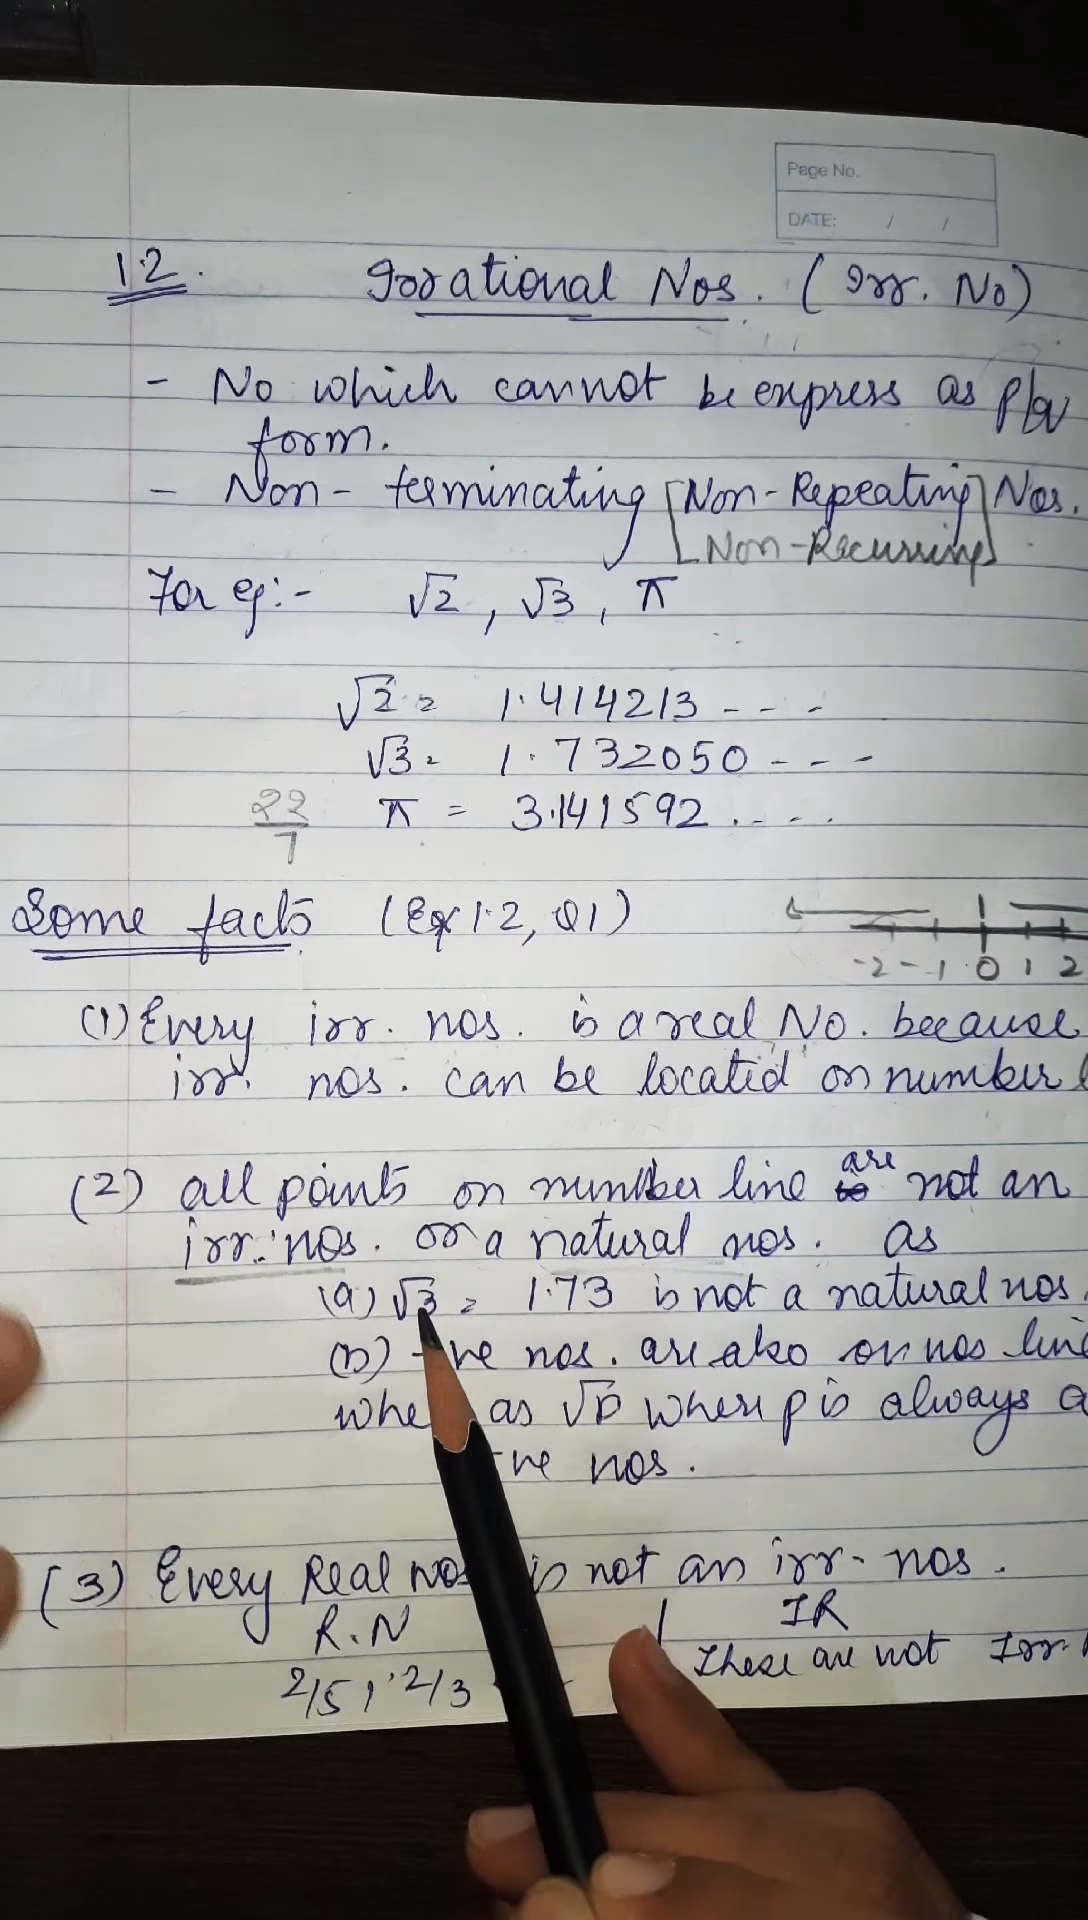 Page No.
DATE: / /
1.2. Irrational Nos. (Irr. No)
- No which cannot be express as p/q
form.
- Non-terminating [Non-Repeating] Nos.
[Non-Recurring]
For eg:- √2, √3, π
√2 = 1.414213 - - -
√3 = 1.732050 - - -
22/7 π = 3.141592 . - - .
Some facts (Ex 1.2, Q1)
-2 -1 0 1 2
(1) Every irr. nos. is a real No. because
irr. nos. can be located on number
(2) all points on number line are not an
irr. nos. or a natural nos. as
(a) √3 = 1.73 is not a natural nos.
(b) -ve nos. are also on nos line
whe as √p where p is always a
-ve nos.
(3) Every Real nos is not an irr- nos.
R.N IR
2/5, 2/3 These are not Irr-